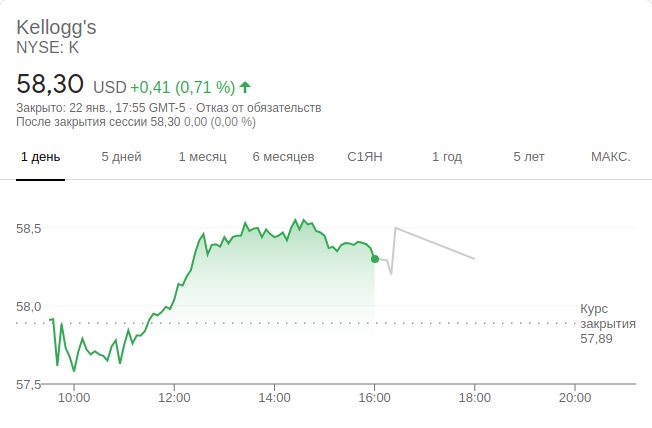 Kellogg's
NYSE: K
58,30 USD +0,41 (0,71 %)
Закрыто: 22 янв., 17:55 GMT-5 · Отказ от обязательств
После закрытия сессии 58,30 0,00 (0,00 %)
1 день 5 дней 1 месяц 6 месяцев С1ЯН 1 год 5 лет МАКС.
58,5
58,0
Курс
закрытия
57,89
57,5
10:00 12:00 14:00 16:00 18:00 20:00